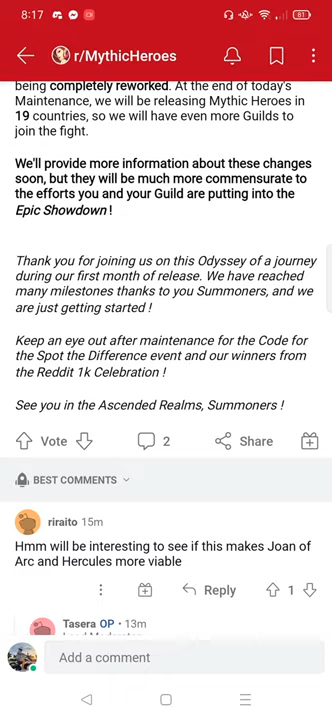 8:17
81
r/MythicHeroes
being completely reworked. At the end of today's
Maintenance, we will be releasing Mythic Heroes in
19 countries, so we will have even more Guilds to
join the fight.
We'll provide more information about these changes
soon, but they will be much more commensurate to
the efforts you and your Guild are putting into the
Epic Showdown!
Thank you for joining us on this Odyssey of a journey
during our first month of release. We have reached
many milestones thanks to you Summoners, and we
are just getting started !
Keep an eye out after maintenance for the Code for
the Spot the Difference event and our winners from
the Reddit 1k Celebration !
See you in the Ascended Realms, Summoners !
Vote 2 Share
BEST COMMENTS
riraito 15m
Hmm will be interesting to see if this makes Joan of
Arc and Hercules more viable
Reply 1
Tasera OP • 13m
Add a comment